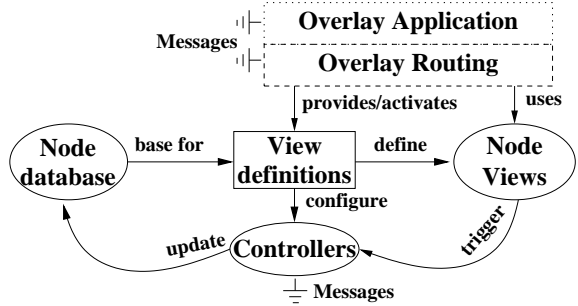 Overlay Application
Messages
Overlay Routing
provides/activates
uses
Node
database
base for
View
definitions
define
Node
Views
configure
update
Controllers
trigger
Messages